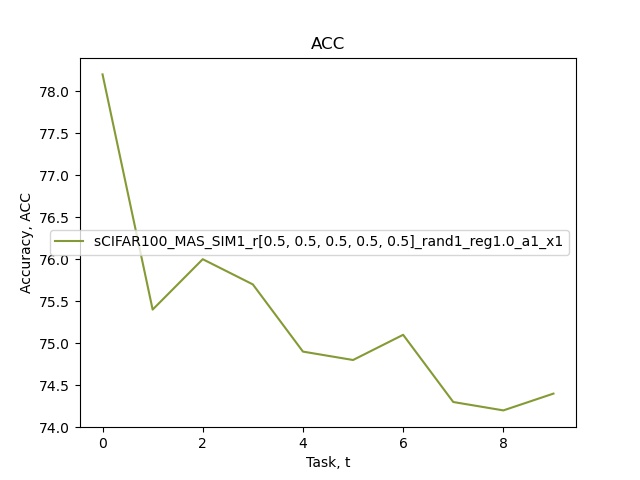 ACC
78.0
77.5
77.0
76.5
sCIFAR100_MAS_SIM1_r[0.5, 0.5, 0.5, 0.5, 0.5]_rand1_reg1.0_a1_x1
76.0
75.5
75.0
74.5
74.0
Accuracy, ACC
0 2 4 6 8
Task, t